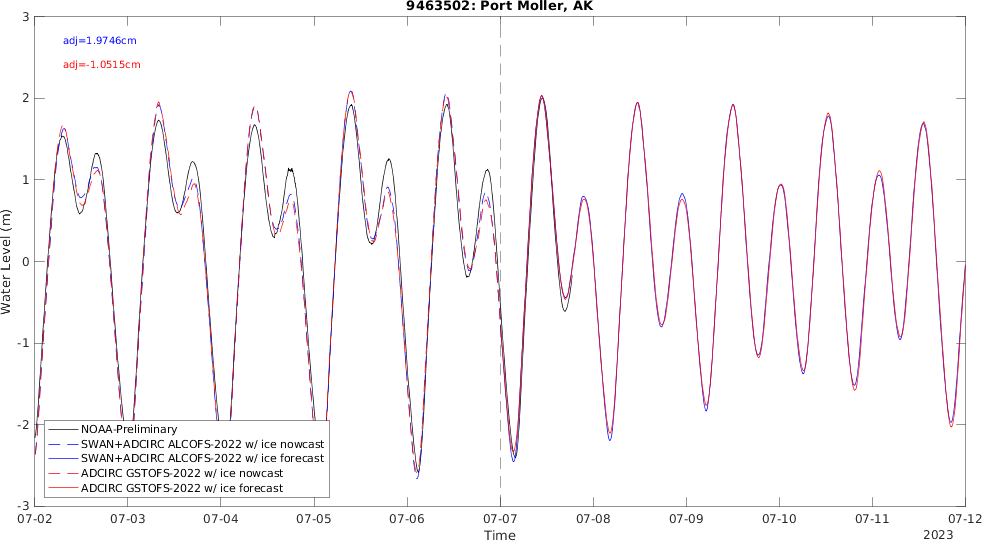 9463502: Port Moller, AK
adj=1.9746cm
adj=-1.0515cm
3
2
1
0
-1
-2
-3
Water Level (m)
NOAA-Preliminary
SWAN+ADCIRC ALCOFS-2022 w/ ice nowcast
SWAN+ADCIRC ALCOFS-2022 w/ ice forecast
ADCIRC GSTOFS-2022 w/ ice nowcast
ADCIRC GSTOFS-2022 w/ ice forecast
07-02 07-03 07-04 07-05 07-06 07-07 07-08 07-09 07-10 07-11 07-12
Time
2023